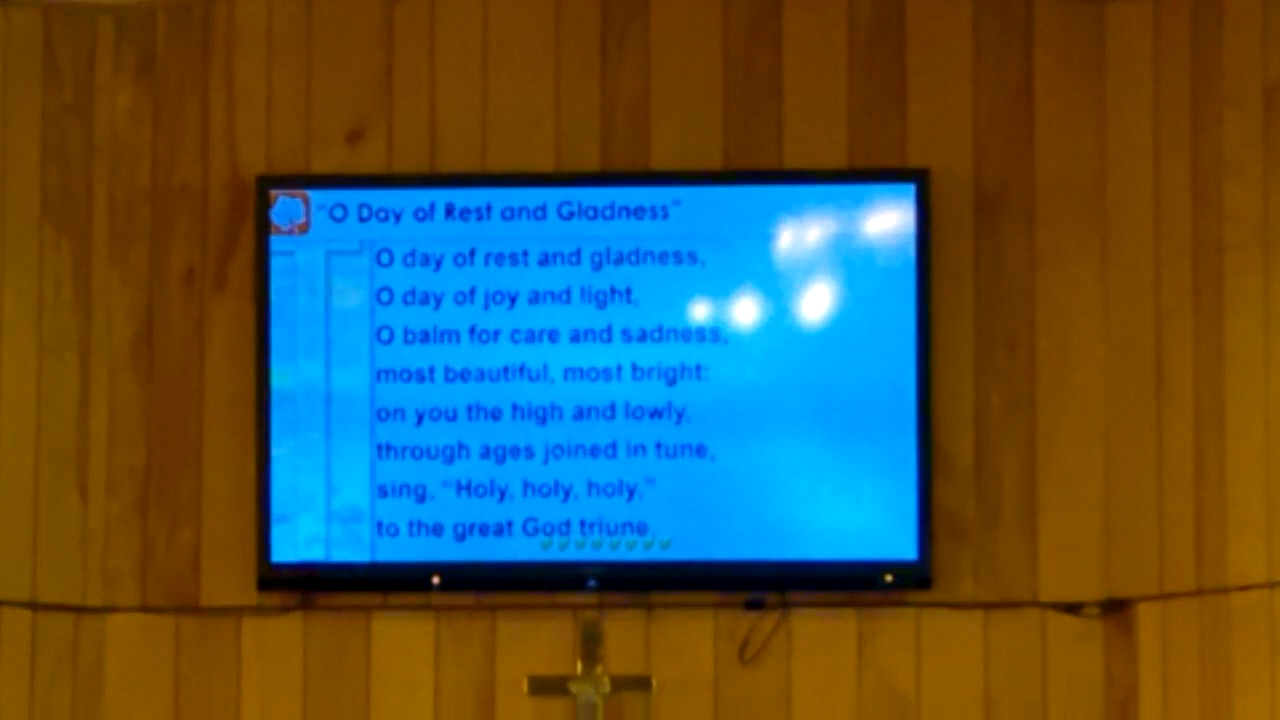 "O Day of Rest and Gladness"
O day of rest and gladness,
O day of joy and light,
O balm for care and sadness,
most beautiful, most bright:
on you the high and lowly,
through ages joined in tune,
sing, "Holy, holy, holy,"
to the great God triune.